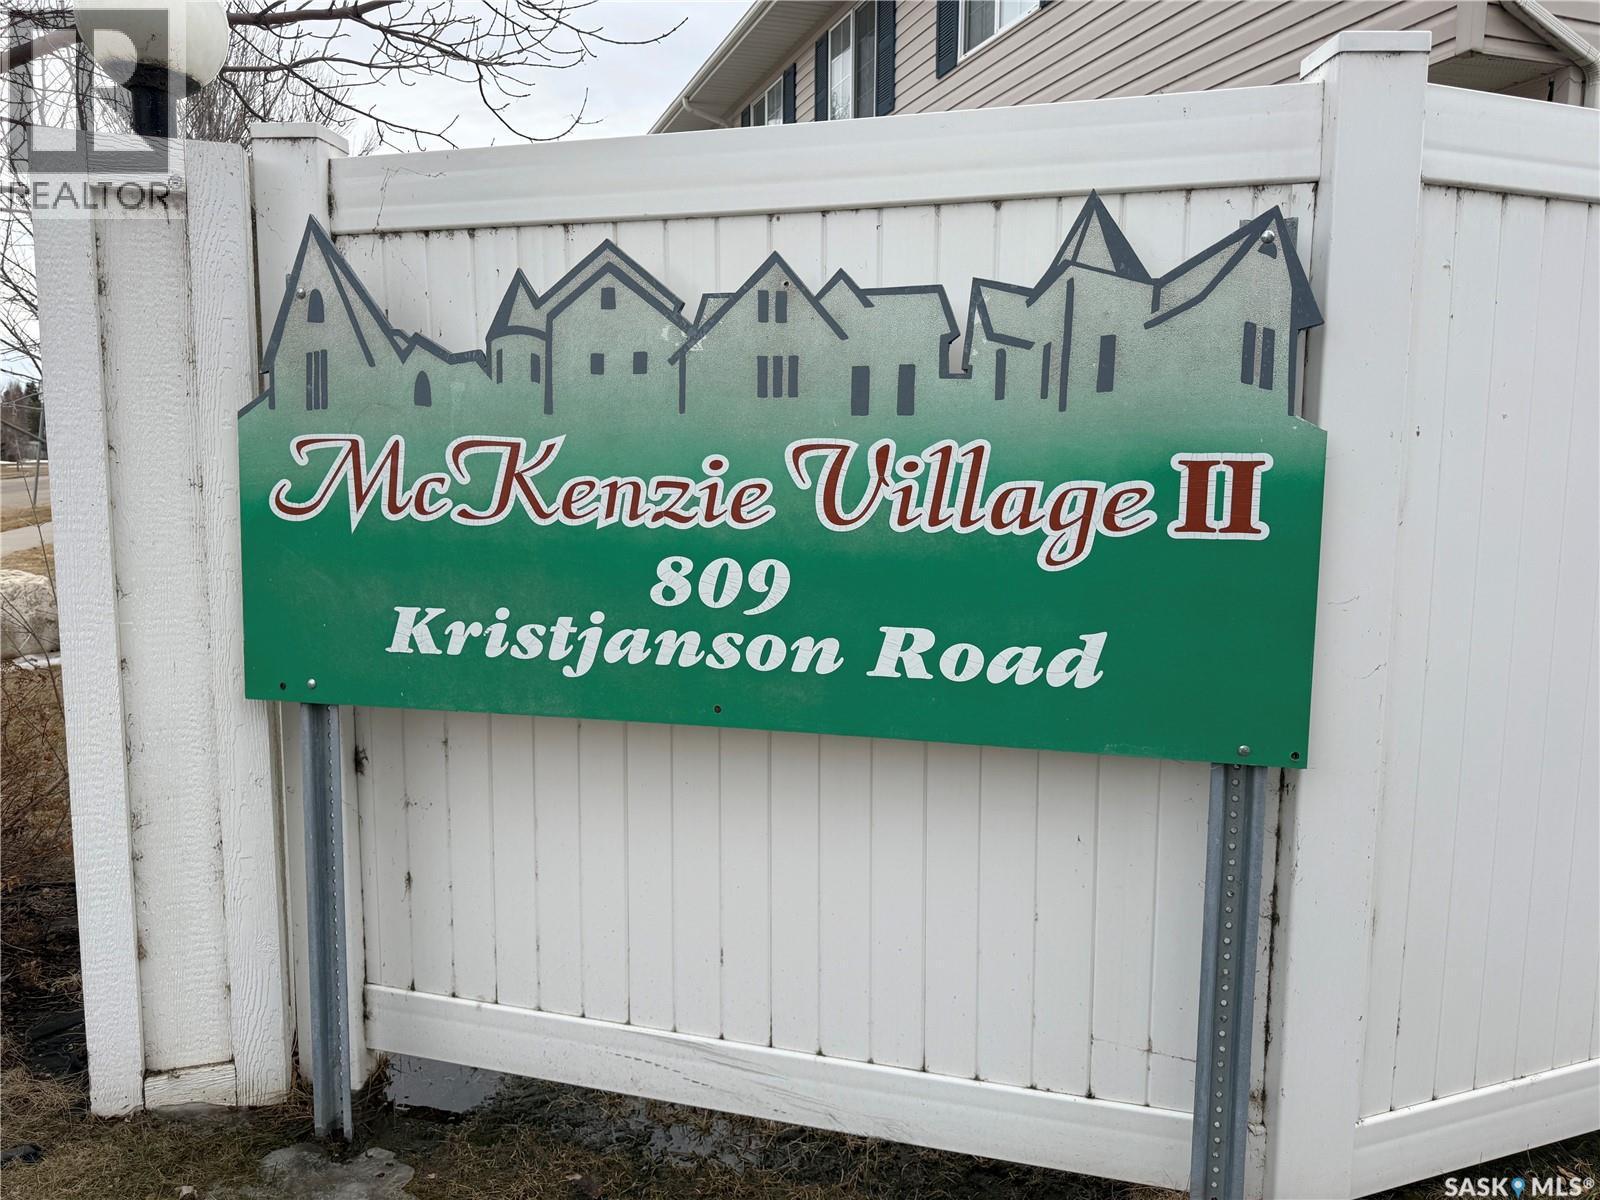 R
REALTOR®
McKenzie Village II
809
Kristjanson Road
SASK MLS®